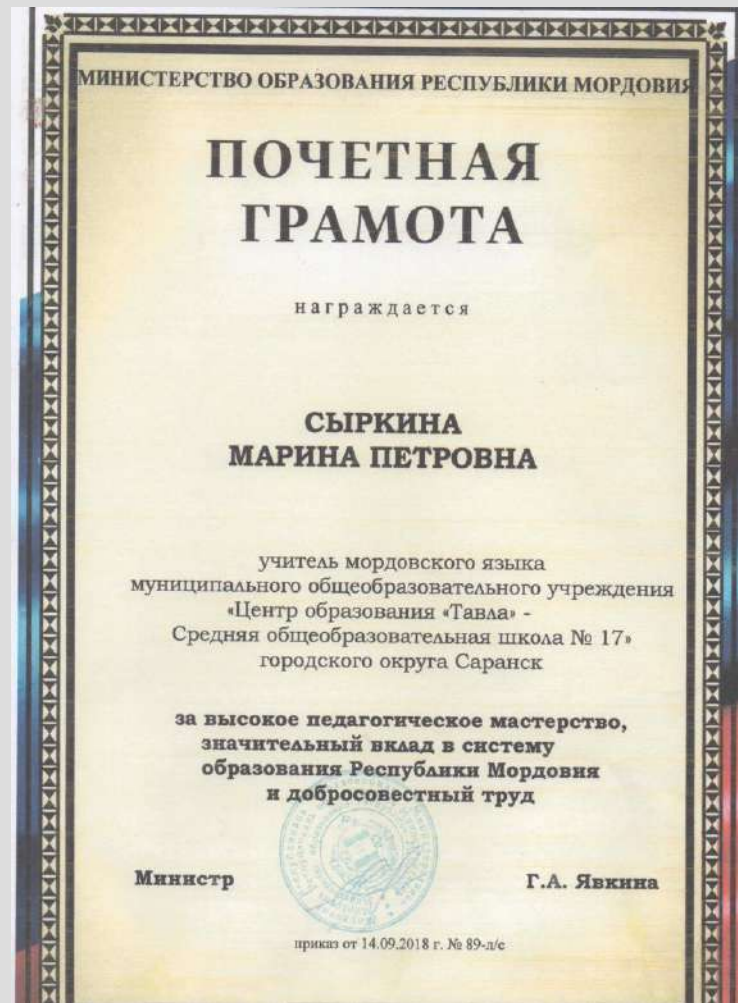 МИНИСТЕРСТВО ОБРАЗОВАНИЯ РЕСПУБЛИКИ МОРДОВИЯ
ПОЧЕТНАЯ
ГРАМОТА
награждается
СЫРКИНА
МАРИНА ПЕТРОВНА
учитель мордовского языка
муниципального общеобразовательного учреждения
«Центр образования «Тавла» -
Средняя общеобразовательная школа № 17»
городского округа Саранск
за высокое педагогическое мастерство,
значительный вклад в систему
образования Республики Мордовия
и добросовестный труд
Министр Г.А. Явкина
приказ от 14.09.2018 г. № 89-л/с